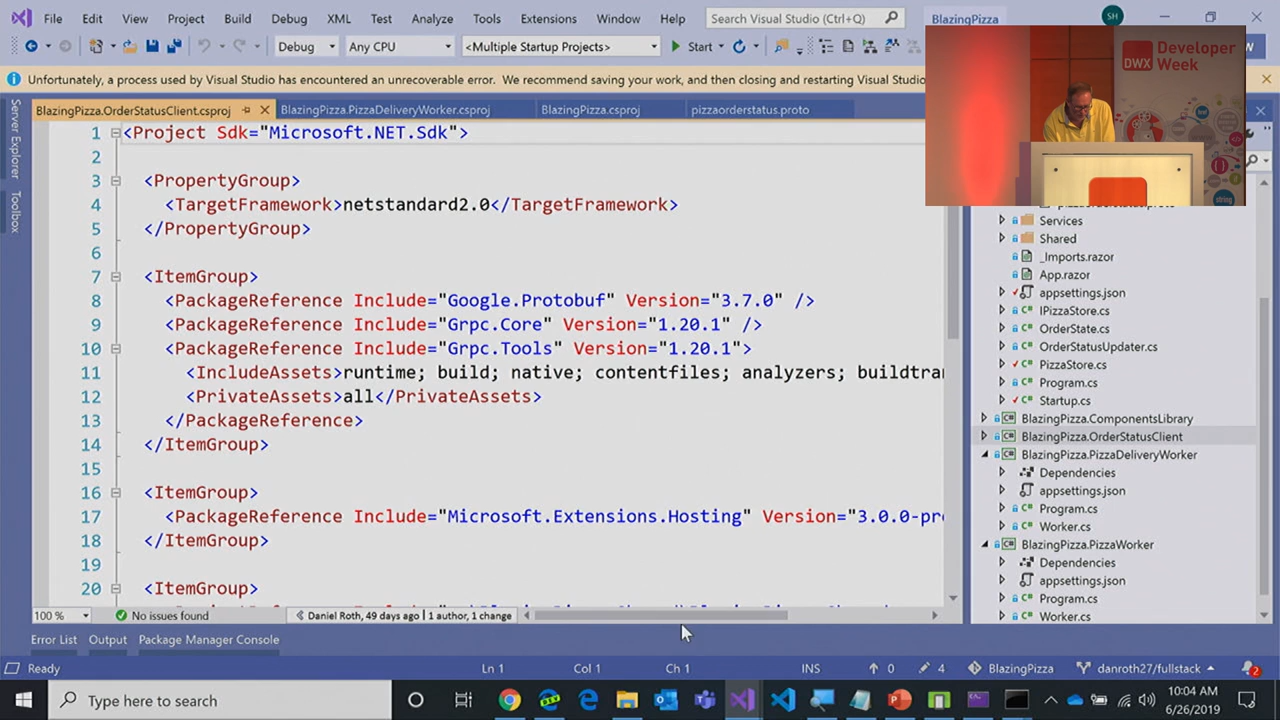 File Edit View Project Build Debug XML Test Analyze Tools Extensions Window Help Search Visual Studio (Ctrl+Q) BlazingPizza SH
Debug Any CPU <Multiple Startup Projects> Start
Unfortunately, a process used by Visual Studio has encountered an unrecoverable error. We recommend saving your work, and then closing and restarting Visual Studio
DWX Developer
Week
BlazingPizza.OrderStatusClient.csproj BlazingPizza.PizzaDeliveryWorker.csproj BlazingPizza.csproj pizzaorderstatus.proto
Server Explorer
Toolbox
1 <Project Sdk="Microsoft.NET.Sdk">
2
3 <PropertyGroup>
4 <TargetFramework>netstandard2.0</TargetFramework>
5 </PropertyGroup>
6
7 <ItemGroup>
8 <PackageReference Include="Google.Protobuf" Version="3.7.0" />
9 <PackageReference Include="Grpc.Core" Version="1.20.1" />
10 <PackageReference Include="Grpc.Tools" Version="1.20.1">
11 <IncludeAssets>runtime; build; native; contentfiles; analyzers; buildtran
12 <PrivateAssets>all</PrivateAssets>
13 </PackageReference>
14 </ItemGroup>
15
16 <ItemGroup>
17 <PackageReference Include="Microsoft.Extensions.Hosting" Version="3.0.0-pre
18 </ItemGroup>
19
20 <ItemGroup>
Services
Shared
_Imports.razor
App.razor
appsettings.json
IPizzaStore.cs
OrderState.cs
OrderStatusUpdater.cs
PizzaStore.cs
Program.cs
Startup.cs
BlazingPizza.ComponentsLibrary
BlazingPizza.OrderStatusClient
BlazingPizza.PizzaDeliveryWorker
Dependencies
appsettings.json
Program.cs
Worker.cs
BlazingPizza.PizzaWorker
Dependencies
appsettings.json
Program.cs
Worker.cs
100 % No issues found Daniel Roth, 49 days ago | 1 author, 1 change
Error List Output Package Manager Console
Ready Ln 1 Col 1 Ch 1 INS 0 4 BlazingPizza danroth27/fullstack 2
Type here to search 10:04 AM
6/26/2019